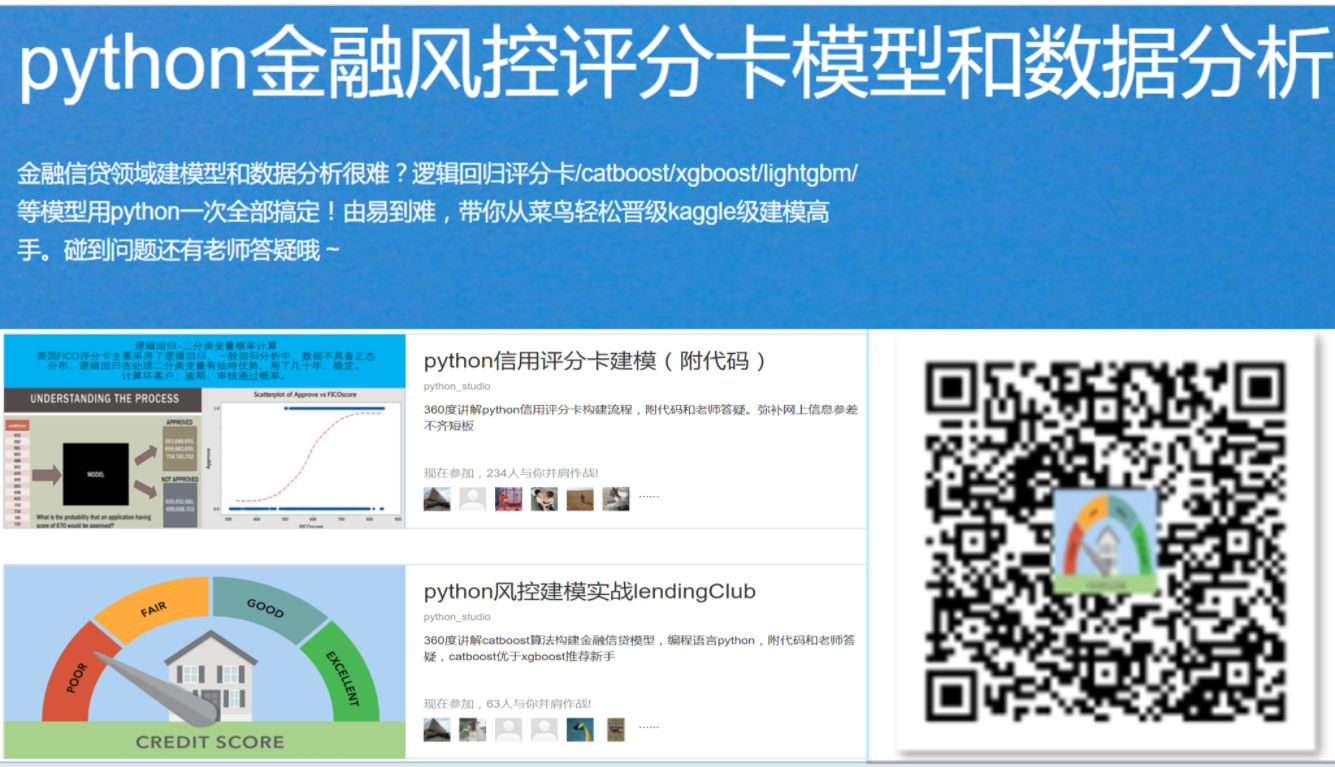 python金融风控评分卡模型和数据分析
金融信贷领域建模型和数据分析很难？逻辑回归评分卡/catboost/xgboost/lightgbm/
等模型用python一次全部搞定！由易到难，带你从菜鸟轻松晋级kaggle级建模高
手。碰到问题还有老师答疑哦~
逻辑回归-二分类变量概率计算
美国FICO评分卡主要采用了逻辑回归，一般回归分析中，数据不具备正态
分布，逻辑回归在处理二分类变量有独特优势，用了几十年，稳定。
计算坏客户，逾期，审核通过概率。
UNDERSTANDING THE PROCESS
APPROVED
MODEL
NOT APPROVED
What is the probability that an application having
score of 670 would be approved?
Scatterplot of Approve vs FICOscore
Approve
1.0
0.0
FICOscore
python信用评分卡建模（附代码）
python_studio
360度讲解python信用评分卡构建流程，附代码和老师答疑。弥补网上信息参差
不齐短板
现在参加，234人与你并肩作战!
······
POOR
FAIR
GOOD
EXCELLENT
CREDIT SCORE
python风控建模实战lendingClub
python_studio
360度讲解catboost算法构建金融信贷模型，编程语言python，附代码和老师答
疑，catboost优于xgboost推荐新手
现在参加，63人与你并肩作战!
······